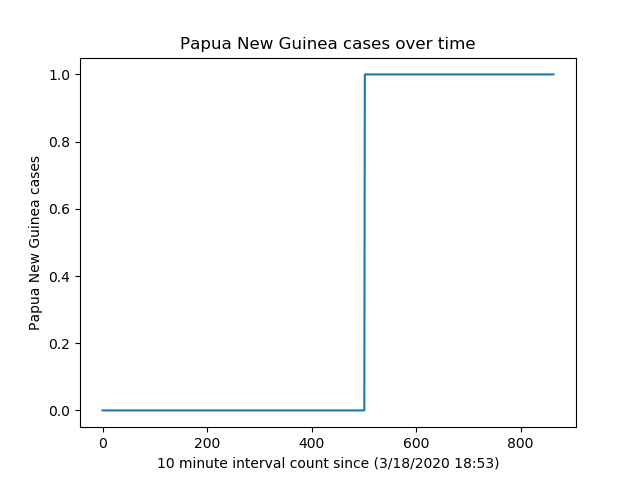 Papua New Guinea cases over time
Papua New Guinea cases
1.0
0.8
0.6
0.4
0.2
0.0
0 200 400 600 800
10 minute interval count since (3/18/2020 18:53)